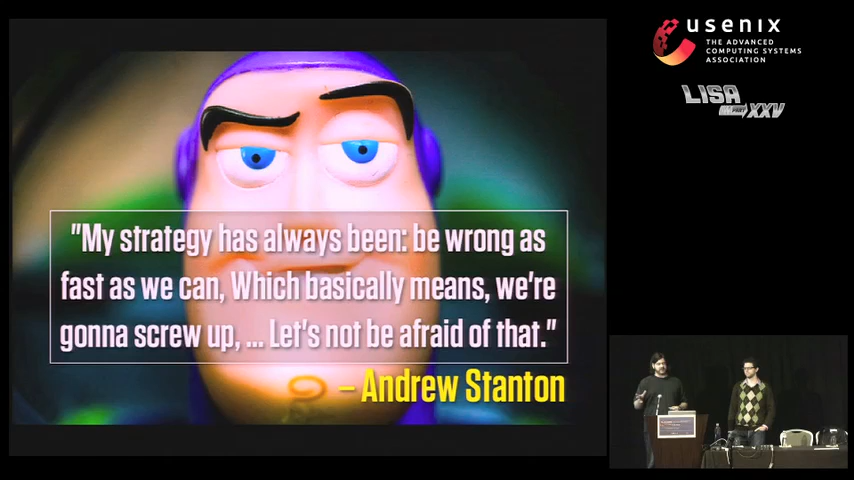 "My strategy has always been: be wrong as
fast as we can, Which basically means, we're
gonna screw up, ... Let's not be afraid of that."
– Andrew Stanton
usenix
THE ADVANCED
COMPUTING SYSTEMS
ASSOCIATION
LISA
XXV